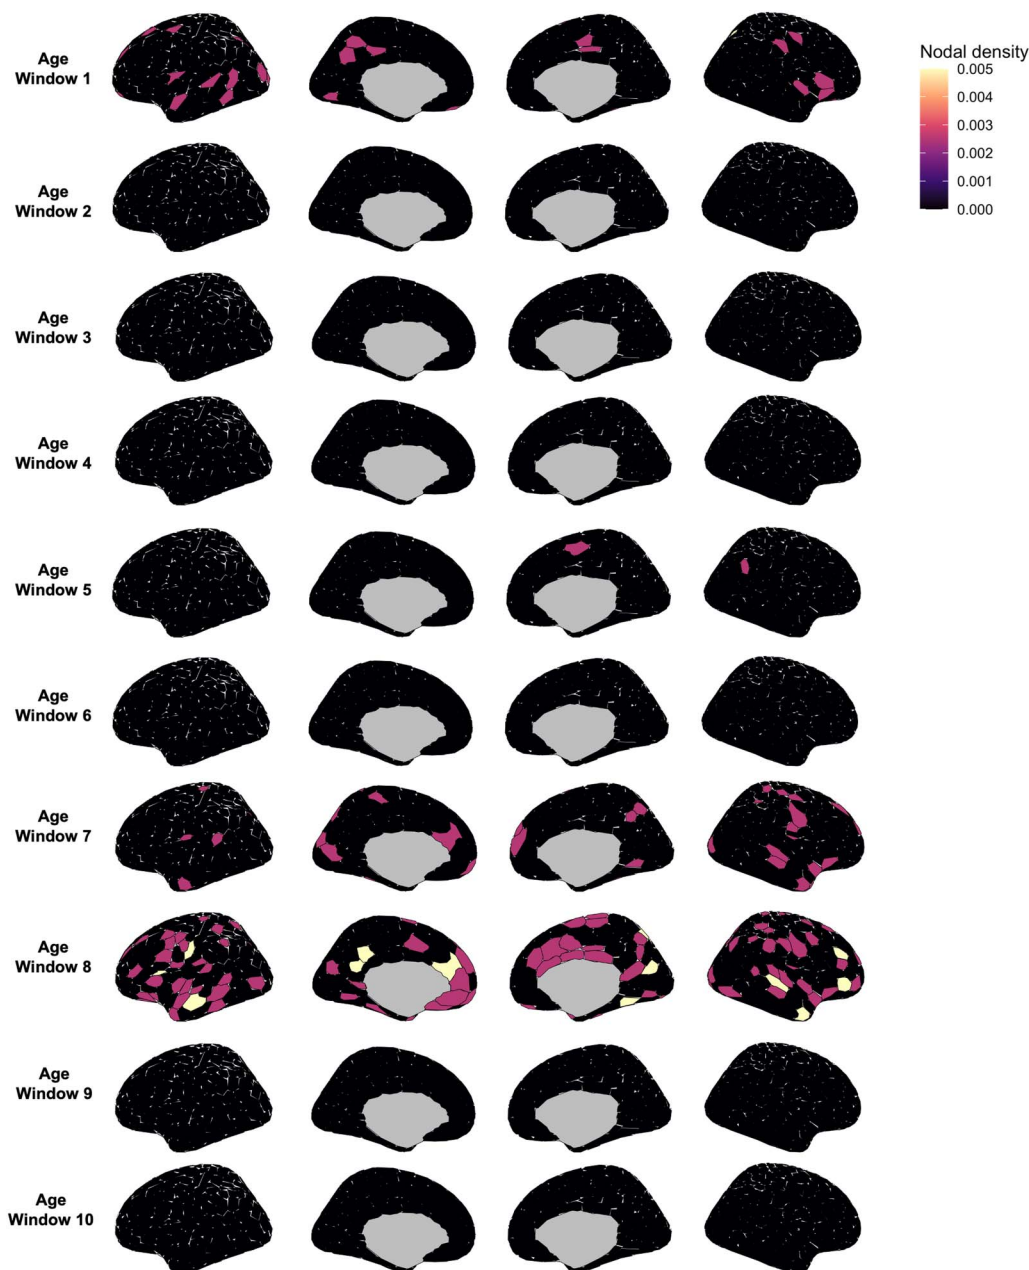 Age
Window 1
Nodal density
0.005
0.004
0.003
0.002
0.001
0.000
Age
Window 2
Age
Window 3
Age
Window 4
Age
Window 5
Age
Window 6
Age
Window 7
Age
Window 8
Age
Window 9
Age
Window 10